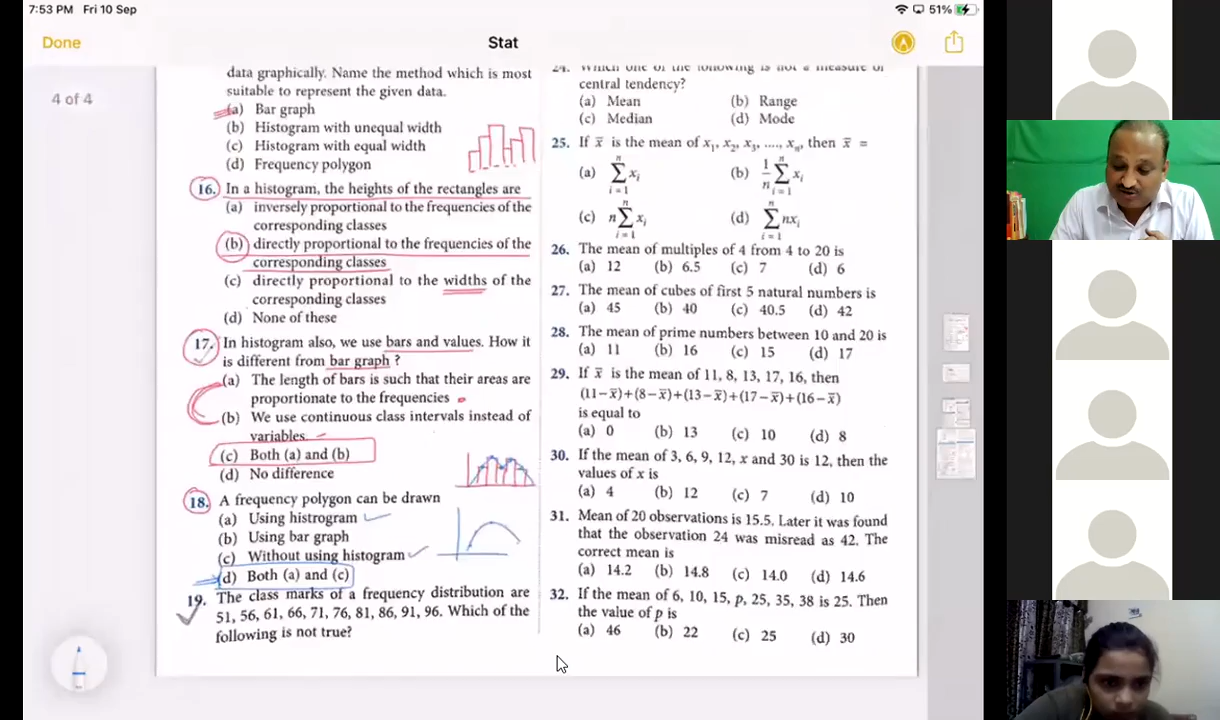 7:53 PM Fri 10 Sep
51%
Done
Stat
4 of 4
data graphically. Name the method which is most
suitable to represent the given data.
(a) Bar graph
(b) Histogram with unequal width
(c) Histogram with equal width
(d) Frequency polygon
16. In a histogram, the heights of the rectangles are
(a) inversely proportional to the frequencies of the
corresponding classes
(b) directly proportional to the frequencies of the
corresponding classes
(c) directly proportional to the widths of the
corresponding classes
(d) None of these
17. In histogram also, we use bars and values. How it
is different from bar graph ?
(a) The length of bars is such that their areas are
proportionate to the frequencies
(b) We use continuous class intervals instead of
variables
(c) Both (a) and (b)
(d) No difference
18. A frequency polygon can be drawn
(a) Using histrogram
(b) Using bar graph
(c) Without using histogram
(d) Both (a) and (c)
19. The class marks of a frequency distribution are
51, 56, 61, 66, 71, 76, 81, 86, 91, 96. Which of the
following is not true?
24. Which one of the following is not a measure of
central tendency?
(a) Mean (b) Range
(c) Median (d) Mode
25. If x̄ is the mean of x₁, x₂, x₃, ...., xₙ, then x̄ =
(a) n∑i=1 xᵢ (b) 1/n n∑i=1 xᵢ
(c) n n∑i=1 xᵢ (d) n∑i=1 nxᵢ
26. The mean of multiples of 4 from 4 to 20 is
(a) 12 (b) 6.5 (c) 7 (d) 6
27. The mean of cubes of first 5 natural numbers is
(a) 45 (b) 40 (c) 40.5 (d) 42
28. The mean of prime numbers between 10 and 20 is
(a) 11 (b) 16 (c) 15 (d) 17
29. If x̄ is the mean of 11, 8, 13, 17, 16, then
(11−x̄)+(8−x̄)+(13−x̄)+(17−x̄)+(16−x̄)
is equal to
(a) 0 (b) 13 (c) 10 (d) 8
30. If the mean of 3, 6, 9, 12, x and 30 is 12, then the
values of x is
(a) 4 (b) 12 (c) 7 (d) 10
31. Mean of 20 observations is 15.5. Later it was found
that the observation 24 was misread as 42. The
correct mean is
(a) 14.2 (b) 14.8 (c) 14.0 (d) 14.6
32. If the mean of 6, 10, 15, p, 25, 35, 38 is 25. Then
the value of p is
(a) 46 (b) 22 (c) 25 (d) 30